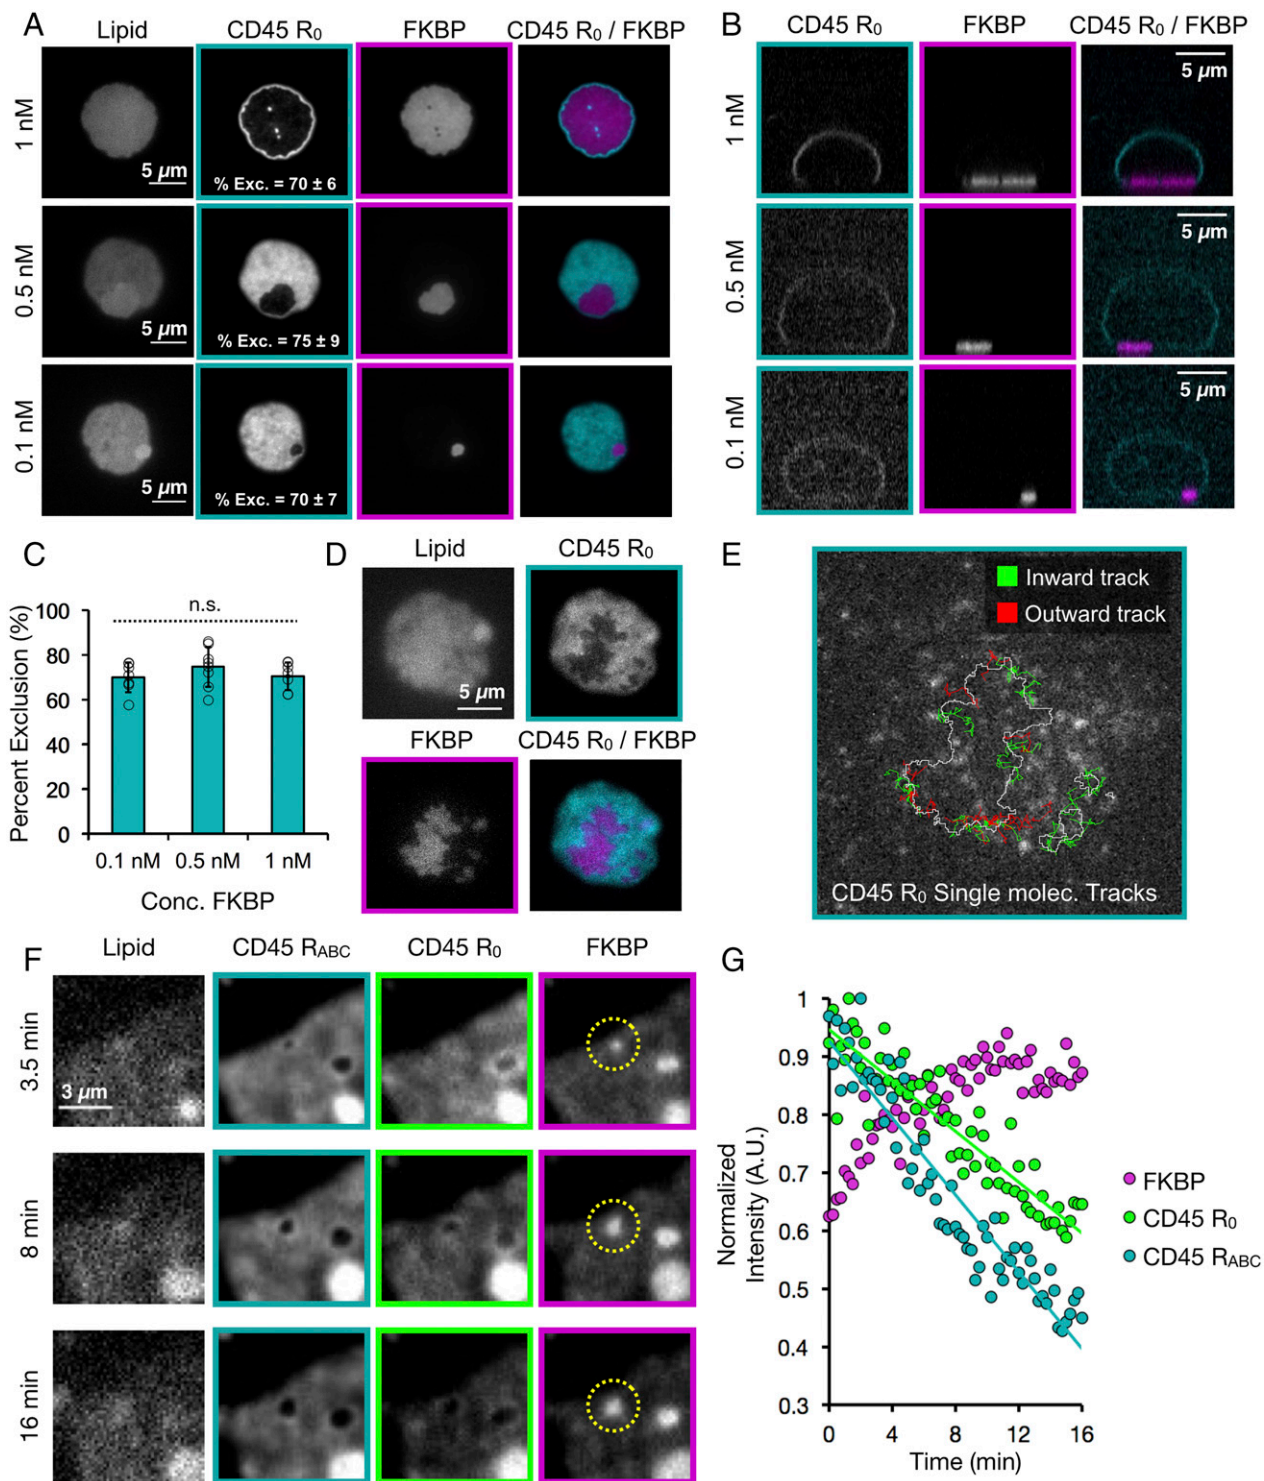 A
Lipid
CD45 R₀
FKBP
CD45 R₀ / FKBP
1 nM
5 µm
% Exc. = 70 ± 6
0.5 nM
5 µm
% Exc. = 75 ± 9
0.1 nM
5 µm
% Exc. = 70 ± 7
B
CD45 R₀
FKBP
CD45 R₀ / FKBP
1 nM
5 µm
0.5 nM
5 µm
0.1 nM
5 µm
C
n.s.
Percent Exclusion (%)
100
80
60
40
20
0
0.1 nM
0.5 nM
1 nM
Conc. FKBP
D
Lipid
CD45 R₀
5 µm
FKBP
CD45 R₀ / FKBP
E
Inward track
Outward track
CD45 R₀ Single molec. Tracks
F
Lipid
CD45 RABC
CD45 R₀
FKBP
3.5 min
3 µm
8 min
16 min
G
Normalized
Intensity (A.U.)
1
0.9
0.8
0.7
0.6
0.5
0.4
0.3
0
4
8
12
16
Time (min)
FKBP
CD45 R₀
CD45 RABC